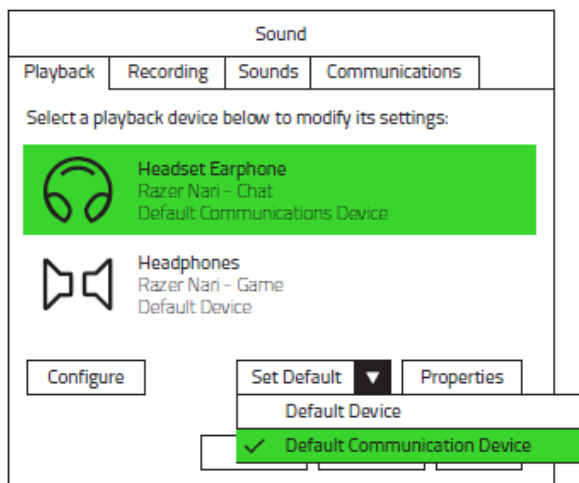 Sound
Playback Recording Sounds Communications
Select a playback device below to modify its settings:
Headset Earphone
Razer Nari - Chat
Default Communications Device
Headphones
Razer Nari - Game
Default Device
Configure Set Default Properties
Default Device
Default Communication Device